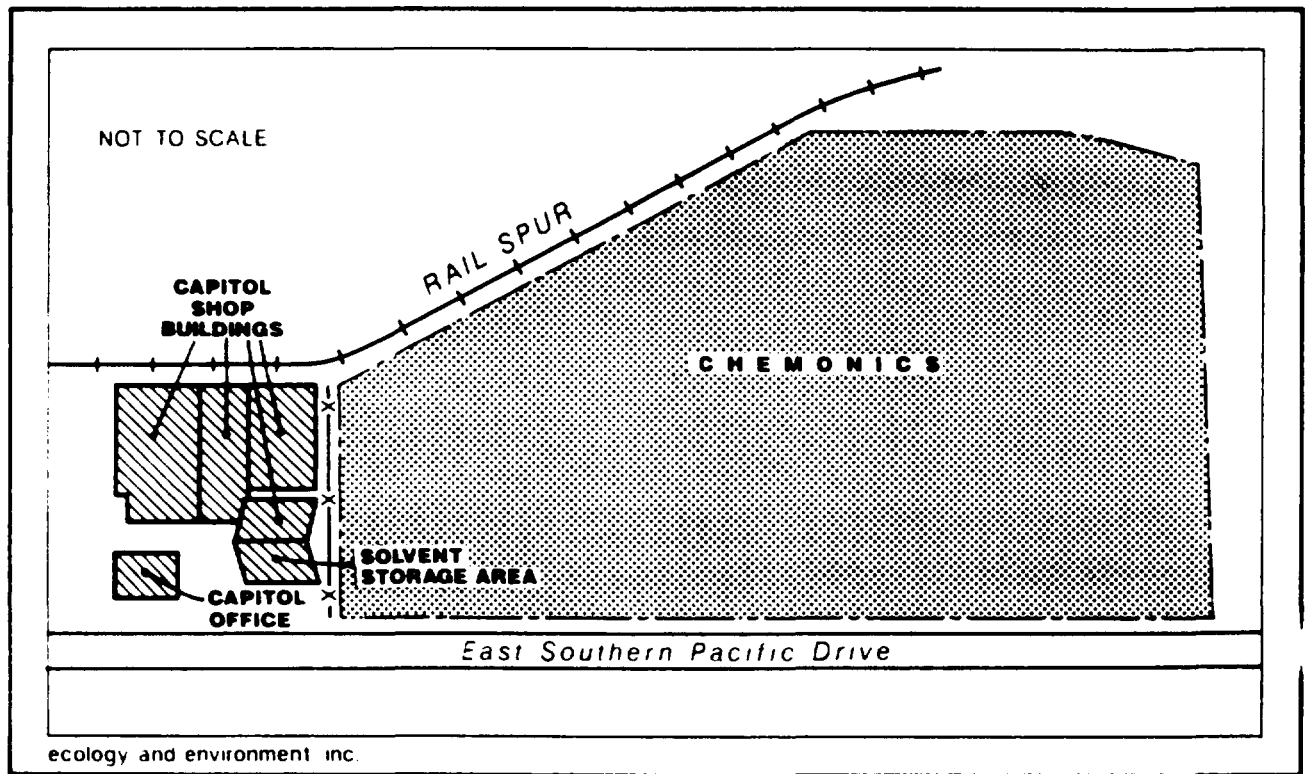 NOT TO SCALE
RAIL SPUR
CAPITOL
SHOP
BUILDINGS
CHEMONICS
SOLVENT
STORAGE AREA
CAPITOL
OFFICE
East Southern Pacific Drive
ecology and environment inc.